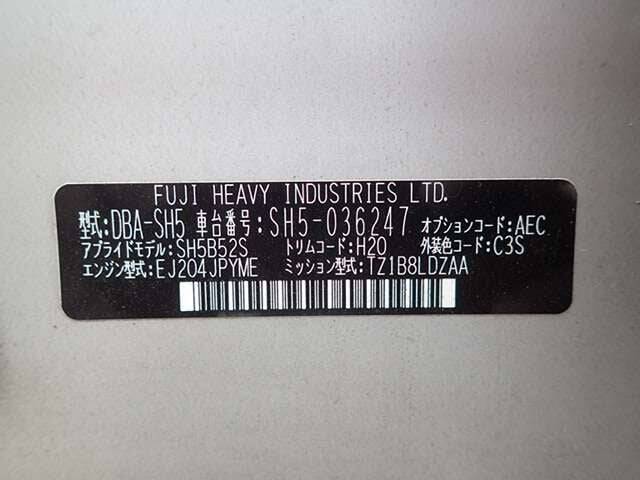 FUJI HEAVY INDUSTRIES LTD.
型式:DBA-SH5 車台番号:SH5-036247 オプションコード:AEC
アプライドモデル:SH5B52S トリムコード:H20 外装色コード:C3S
エンジン型式:EJ204JPYME ミッション型式:TZ1B8LDZAA